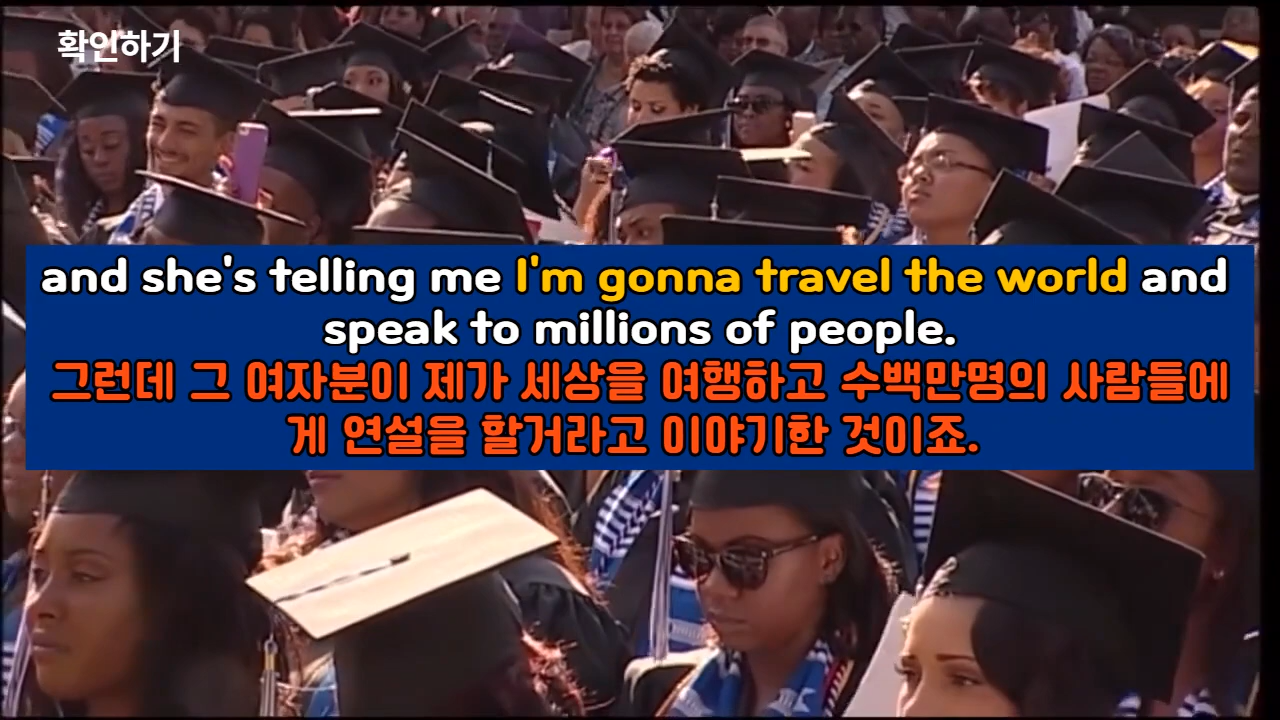 확인하기
and she's telling me I'm gonna travel the world and
speak to millions of people.
그런데 그 여자분이 제가 세상을 여행하고 수백만명의 사람들에
게 연설을 할거라고 이야기한 것이죠.